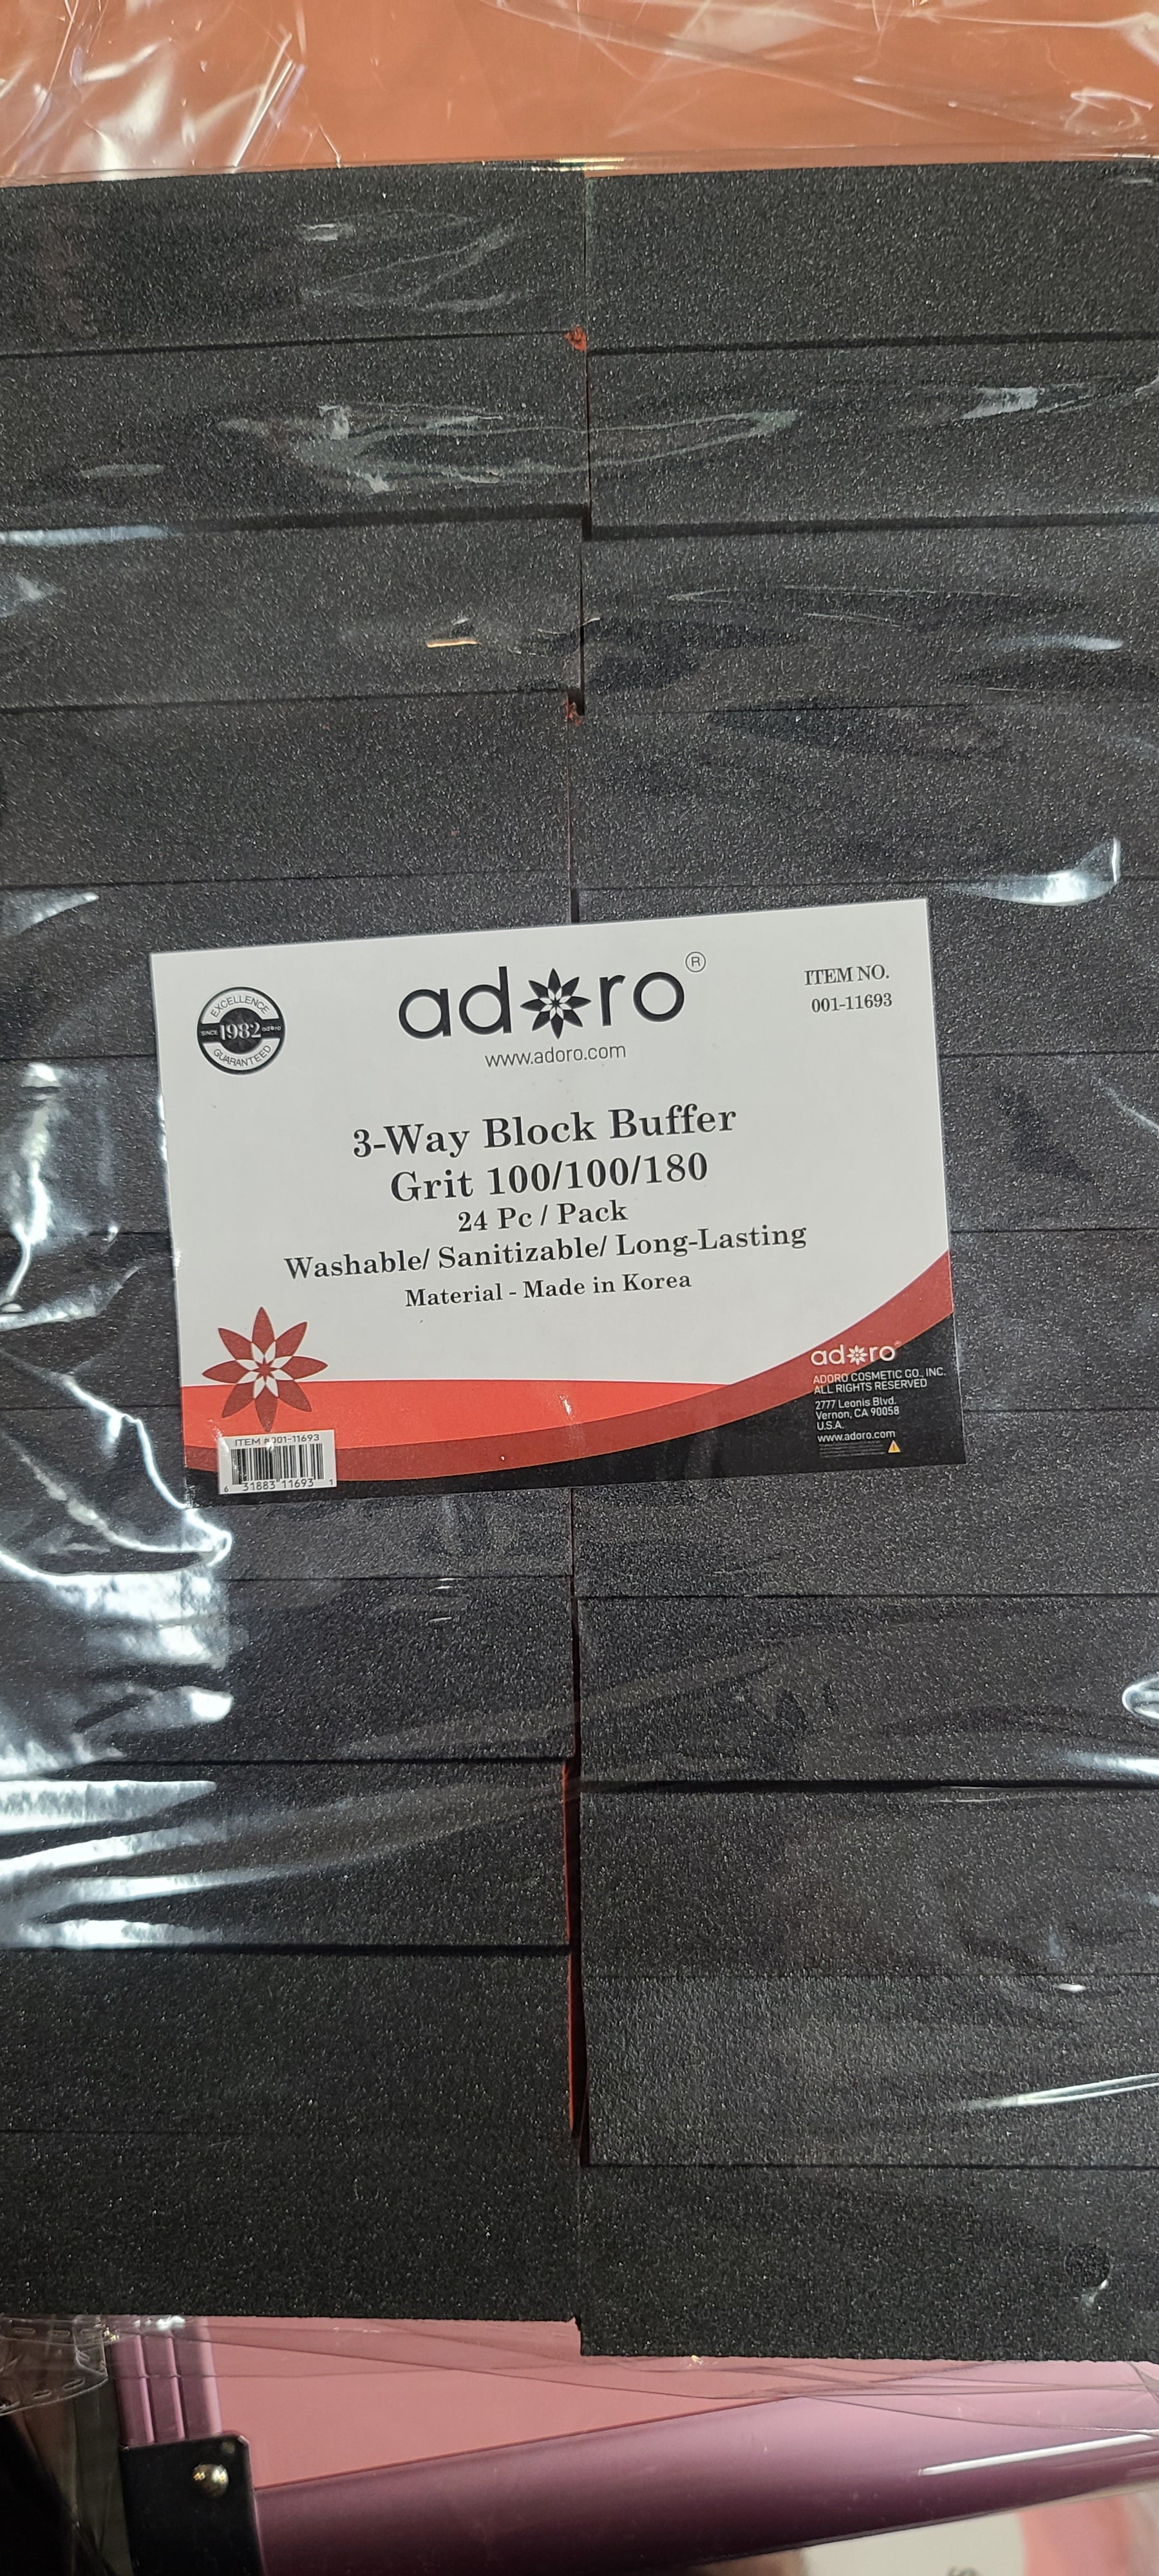 EXCELLENCE
SINCE 1982 adoro
GUARANTEED
adoro®
www.adoro.com
ITEM NO.
001-11693
3-Way Block Buffer
Grit 100/100/180
24 Pc / Pack
Washable/ Sanitizable/ Long-Lasting
Material - Made in Korea
ITEM #001-11693
6 31883 11693 1
adoro®
ADORO COSMETIC CO., INC.
ALL RIGHTS RESERVED
2777 Leonis Blvd.
Vernon, CA 90058
U.S.A.
www.adoro.com